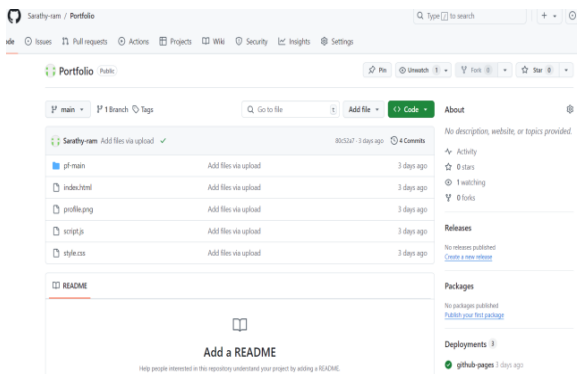 Sarathy-ram / Portfolio
Type / to search
ode Issues Pull requests Actions Projects Wiki Security Insights Settings
Portfolio Public
Pin Unwatch 1 Fork 0 Star 0
main 1 Branch Tags
Go to file t
Add file
Code
Sarathy-ram Add files via upload
3 days ago 4 Commits
pf-main Add files via upload 3 days ago
index.html Add files via upload 3 days ago
profile.png Add files via upload 3 days ago
script.js Add files via upload 3 days ago
style.css Add files via upload 3 days ago
README
Add a README
Help people interested in this repository understand your project by adding a README.
About
No description, website, or topics provided.
Activity
0 stars
1 watching
0 forks
Releases
No releases published
Create a new release
Packages
No packages published
Publish your first package
Deployments 3
github-pages 3 days ago